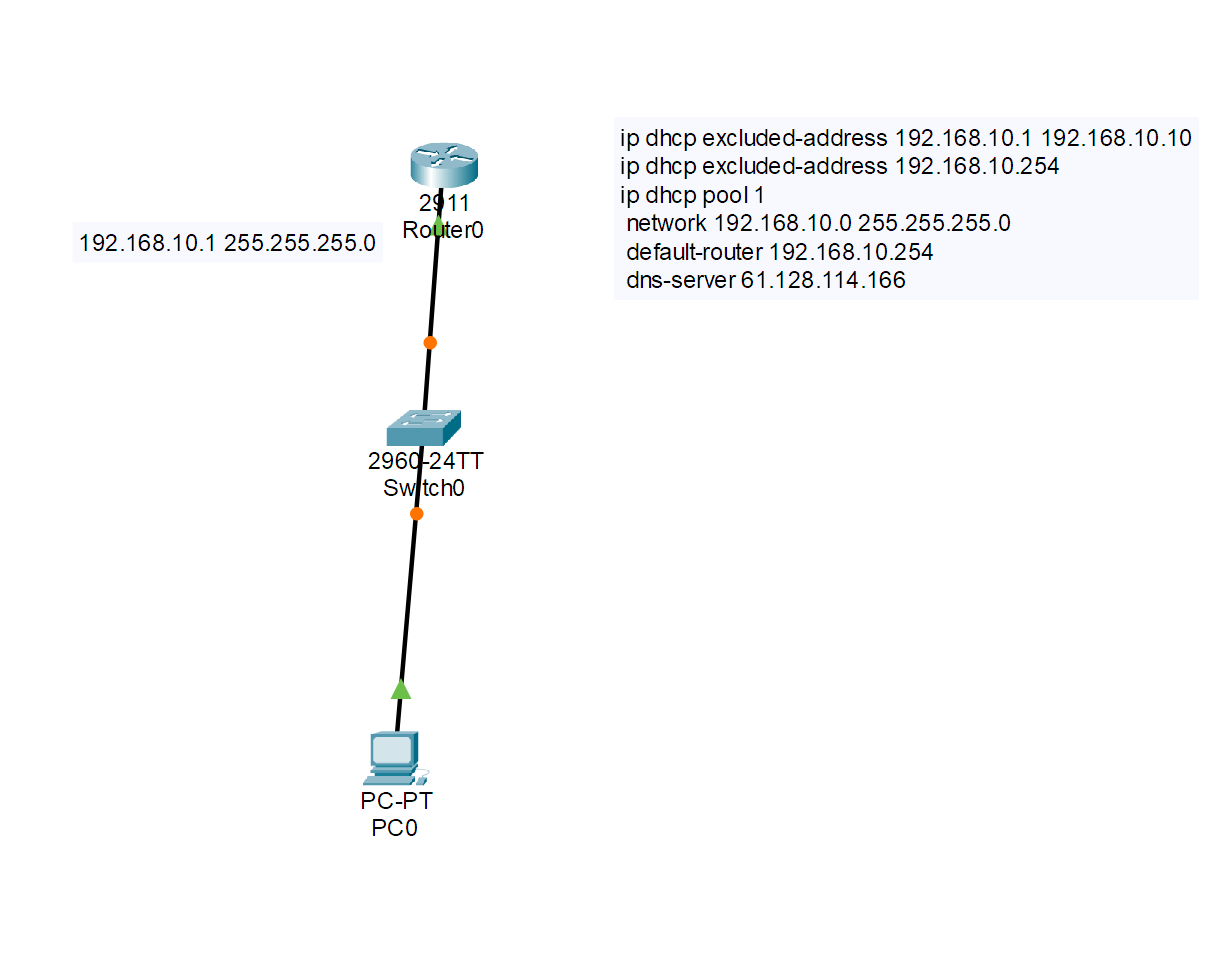 ip dhcp excluded-address 192.168.10.1 192.168.10.10
ip dhcp excluded-address 192.168.10.254
ip dhcp pool 1
network 192.168.10.0 255.255.255.0
default-router 192.168.10.254
dns-server 61.128.114.166
2911
Router0
192.168.10.1 255.255.255.0
2960-24TT
Switch0
PC-PT
PC0